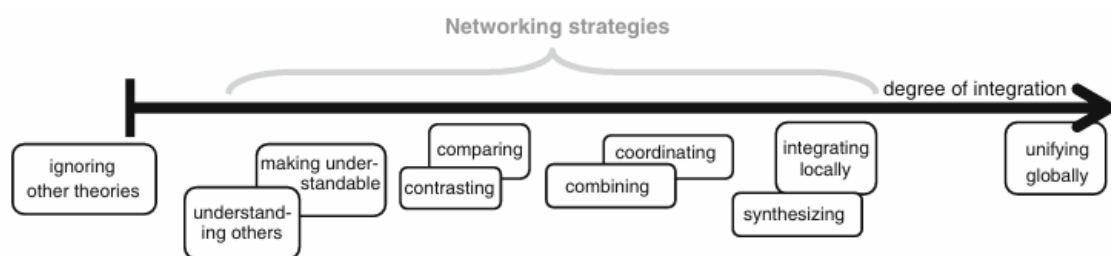 Networking strategies
degree of integration
ignoring
other theories
understand-
ing others
making under-
standable
comparing
contrasting
coordinating
combining
integrating
locally
synthesizing
unifying
globally